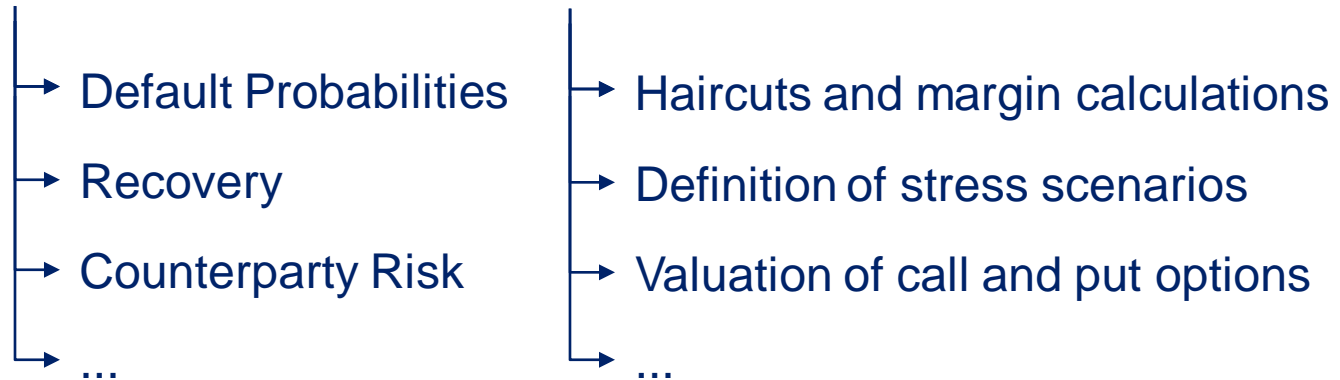 Default Probabilities
Recovery
Counterparty Risk
...
Haircuts and margin calculations
Definition of stress scenarios
Valuation of call and put options
...